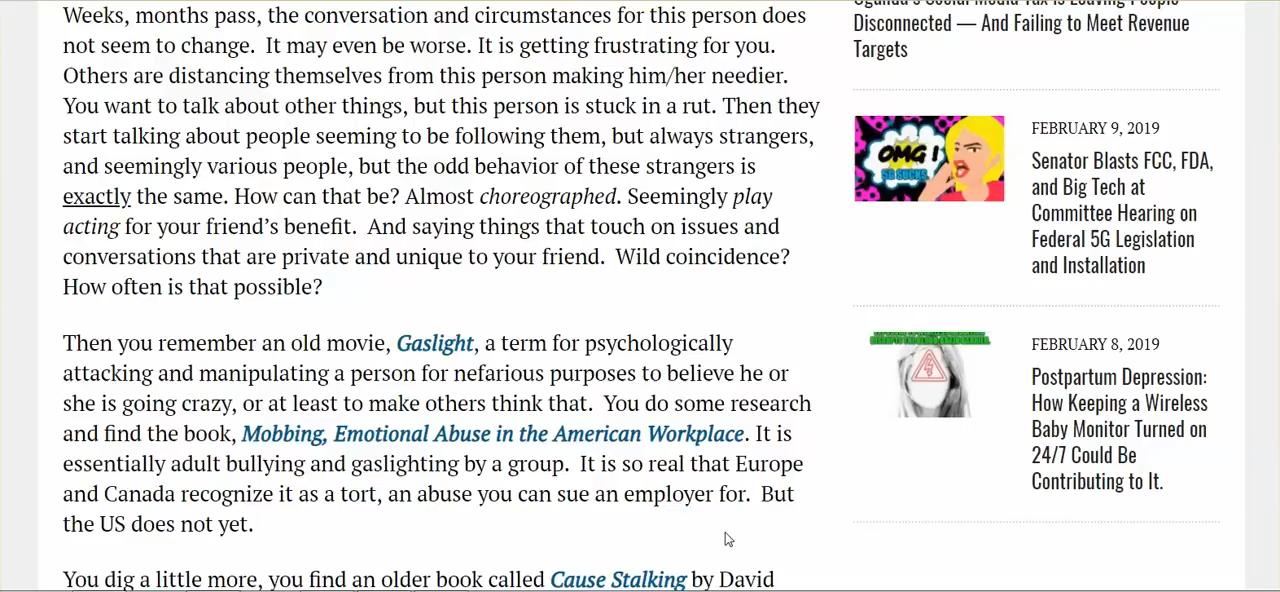 Weeks, months pass, the conversation and circumstances for this person does
not seem to change.  It may even be worse. It is getting frustrating for you.
Others are distancing themselves from this person making him/her needier.
You want to talk about other things, but this person is stuck in a rut. Then they
start talking about people seeming to be following them, but always strangers,
and seemingly various people, but the odd behavior of these strangers is
exactly the same. How can that be? Almost choreographed. Seemingly play
acting for your friend's benefit.  And saying things that touch on issues and
conversations that are private and unique to your friend.  Wild coincidence?
How often is that possible?
Then you remember an old movie, Gaslight, a term for psychologically
attacking and manipulating a person for nefarious purposes to believe he or
she is going crazy, or at least to make others think that.  You do some research
and find the book, Mobbing, Emotional Abuse in the American Workplace. It is
essentially adult bullying and gaslighting by a group.  It is so real that Europe
and Canada recognize it as a tort, an abuse you can sue an employer for.  But
the US does not yet.
You dig a little more, you find an older book called Cause Stalking by David
Uganda's Social Media Tax Is Leaving People
Disconnected — And Failing to Meet Revenue
Targets
OMG !
5G SUCKS.
FEBRUARY 9, 2019
Senator Blasts FCC, FDA,
and Big Tech at
Committee Hearing on
Federal 5G Legislation
and Installation
FEBRUARY 8, 2019
Postpartum Depression:
How Keeping a Wireless
Baby Monitor Turned on
24/7 Could Be
Contributing to It.